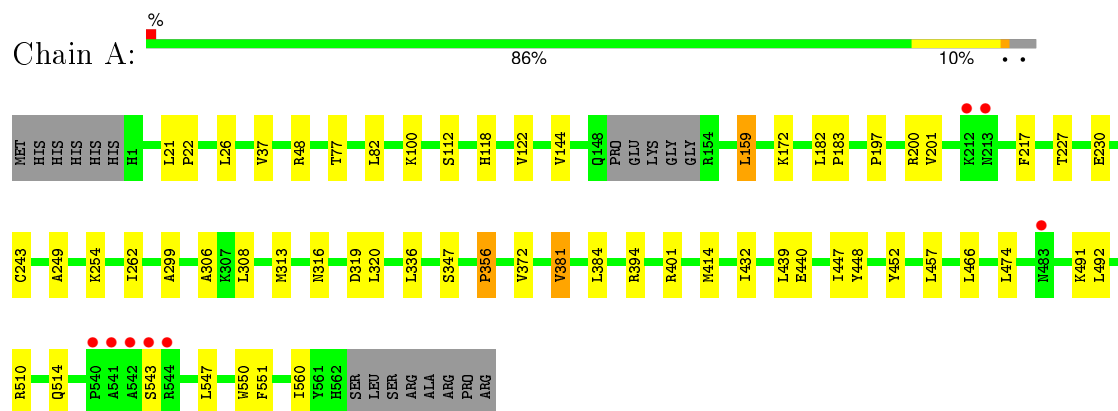 %
Chain A:
86%
10%
MET HIS HIS HIS HIS HIS H1 L21 P22 L26 V37 R48 T77 L82 K100 S112 H118 V122 V144 Q148 PRO GLU LYS GLY GLY R154 L159 K172 L182 P183 P197 R200 V201 K212 N213 F217 T227 E230
C243 A249 K254 I262 A299 A306 K307 L308 M313 N316 D319 L320 L336 S347 P356 V372 V381 L384 R394 R401 M414 I432 L439 E440 I447 Y448 Y452 L457 L466 L474 N483 K491 L492
R510 Q514 P540 A541 A542 S543 R544 L547 W550 F551 I560 Y561 H562 SER LEU SER ARG ALA ARG PRO ARG